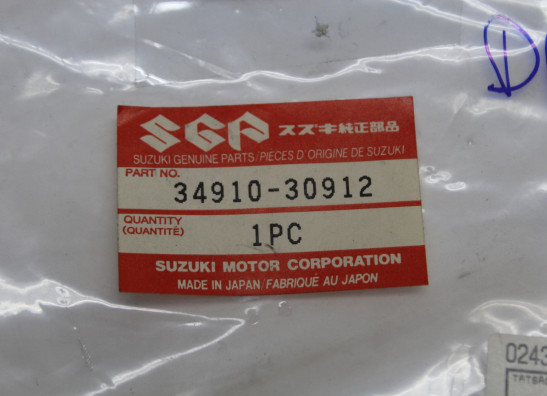 D
SGP スズキ純正部品
SUZUKI GENUINE PARTS/PIÈCES D'ORIGINE DE SUZUKI
PART NO.
34910-30912
QUANTITY
(QUANTITÉ)
1PC
SUZUKI MOTOR CORPORATION
MADE IN JAPAN/FABRIQUÉ AU JAPON
0243